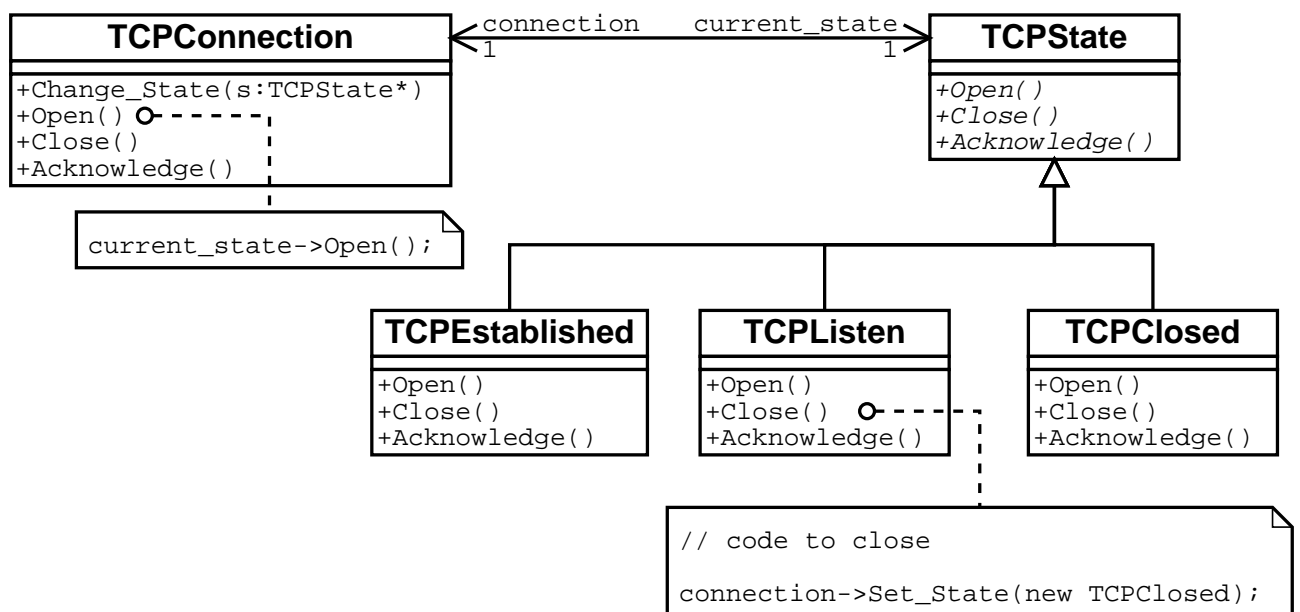 TCPConnection
+Change_State(s:TCPState*)
+Open()
+Close()
+Acknowledge()
connection
1
current_state
1
TCPState
+Open()
+Close()
+Acknowledge()
current_state->Open();
TCPEstablished
+Open()
+Close()
+Acknowledge()
TCPListen
+Open()
+Close()
+Acknowledge()
TCPClosed
+Open()
+Close()
+Acknowledge()
// code to close
connection->Set_State(new TCPClosed);